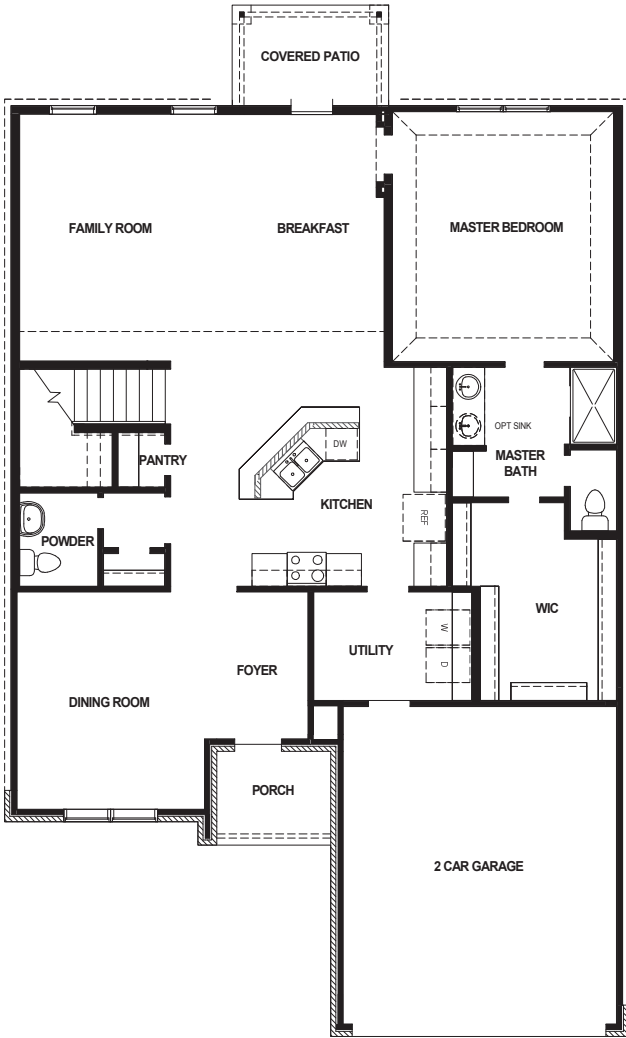 COVERED PATIO
FAMILY ROOM
BREAKFAST
MASTER BEDROOM
OPT SINK
DW
PANTRY
MASTER
BATH
KITCHEN
REF
POWDER
WIC
W
UTILITY
D
FOYER
DINING ROOM
PORCH
2 CAR GARAGE